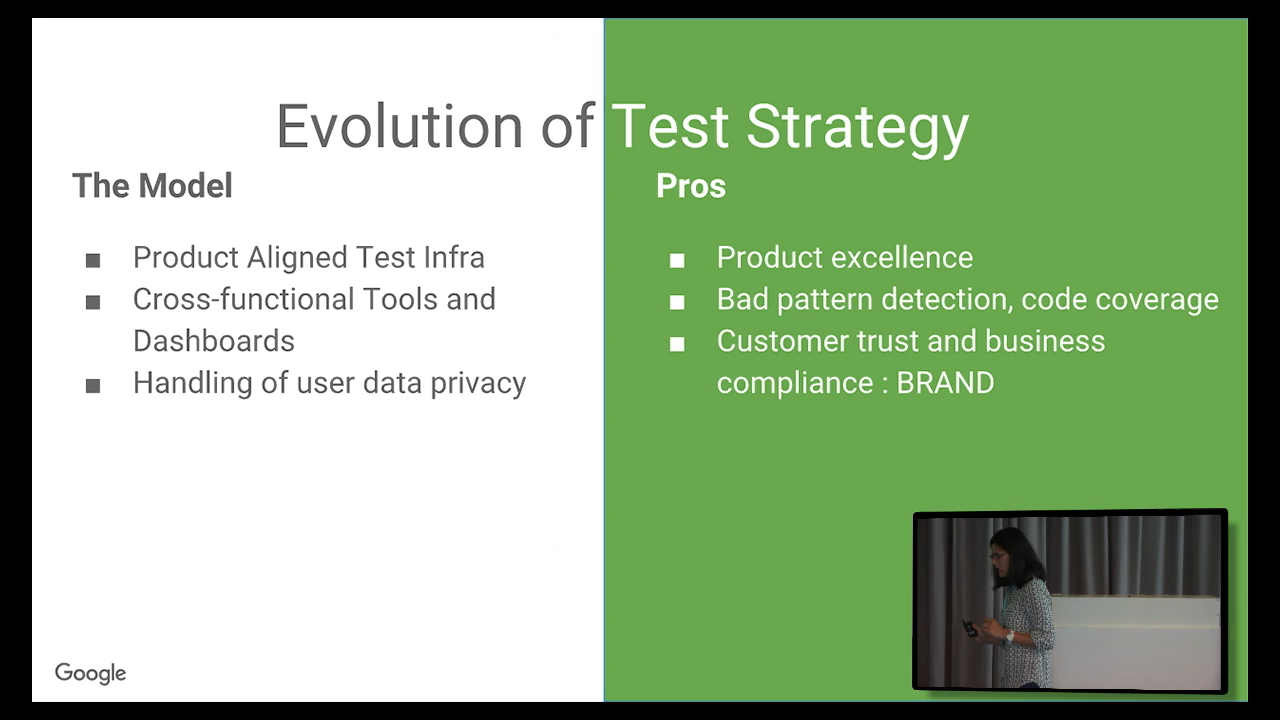 Evolution of Test Strategy
The Model
■ Product Aligned Test Infra
■ Cross-functional Tools and
Dashboards
■ Handling of user data privacy
Pros
■ Product excellence
■ Bad pattern detection, code coverage
■ Customer trust and business
compliance : BRAND
Google